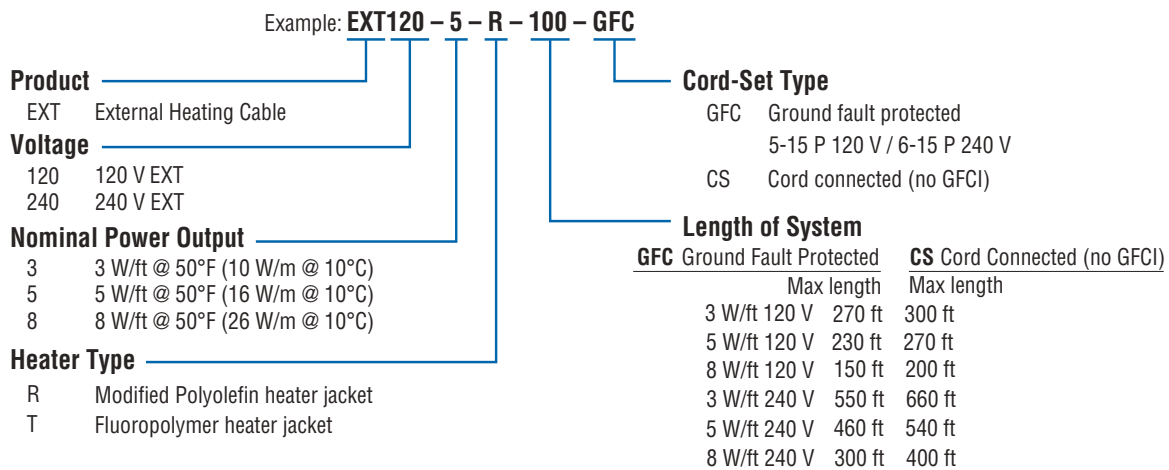 Example: EXT120 – 5 – R – 100 – GFC
Product
EXT External Heating Cable
Voltage
120 120 V EXT
240 240 V EXT
Nominal Power Output
3 3 W/ft @ 50°F (10 W/m @ 10°C)
5 5 W/ft @ 50°F (16 W/m @ 10°C)
8 8 W/ft @ 50°F (26 W/m @ 10°C)
Heater Type
R Modified Polyolefin heater jacket
T Fluoropolymer heater jacket
Cord-Set Type
GFC Ground fault protected
5-15 P 120 V / 6-15 P 240 V
CS Cord connected (no GFCI)
Length of System
GFC Ground Fault Protected CS Cord Connected (no GFCI)
Max length Max length
3 W/ft 120 V 270 ft 300 ft
5 W/ft 120 V 230 ft 270 ft
8 W/ft 120 V 150 ft 200 ft
3 W/ft 240 V 550 ft 660 ft
5 W/ft 240 V 460 ft 540 ft
8 W/ft 240 V 300 ft 400 ft